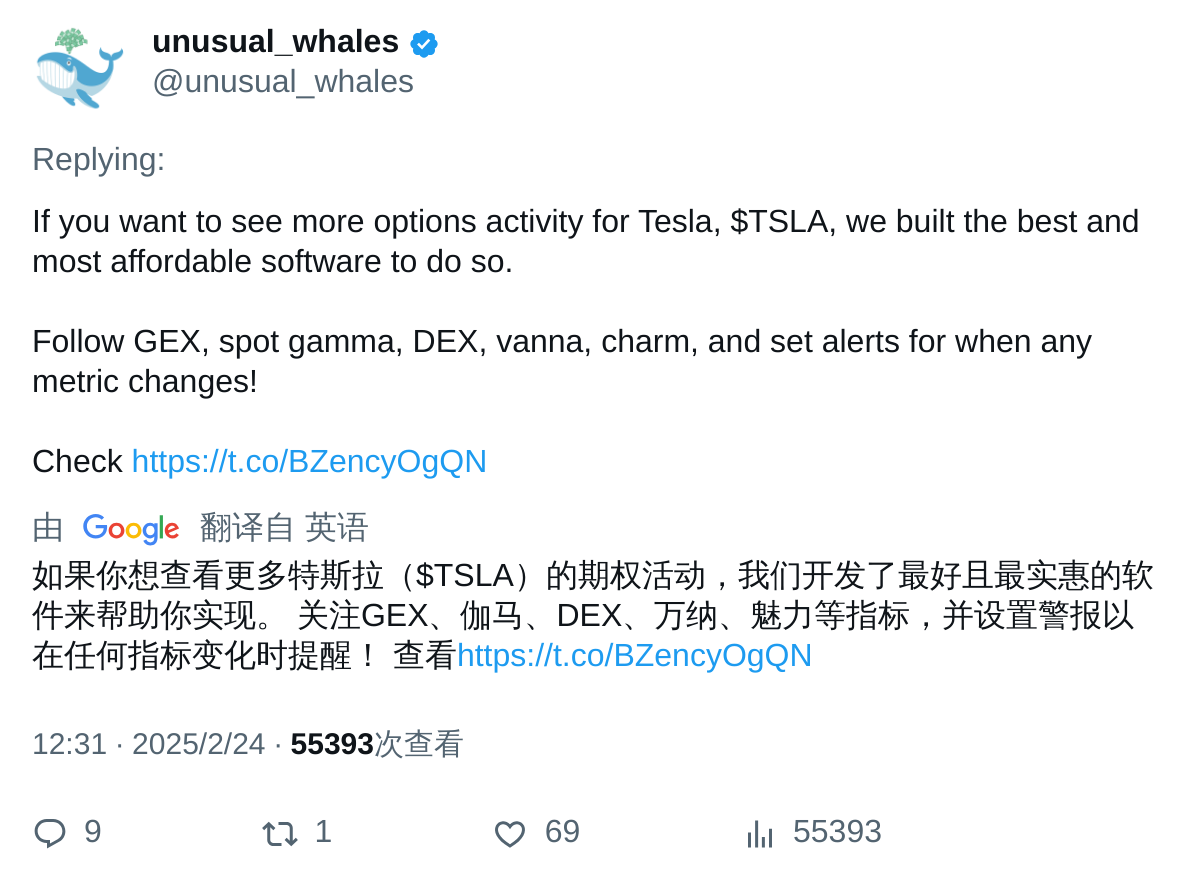 unusual_whales
@unusual_whales
Replying:
If you want to see more options activity for Tesla, $TSLA, we built the best and
most affordable software to do so.
Follow GEX, spot gamma, DEX, vanna, charm, and set alerts for when any
metric changes!
Check https://t.co/BZencyOgQN
由 Google 翻译自 英语
如果你想查看更多特斯拉（$TSLA）的期权活动，我们开发了最好且最实惠的软
件来帮助你实现。 关注GEX、伽马、DEX、万纳、魅力等指标，并设置警报以
在任何指标变化时提醒！ 查看https://t.co/BZencyOgQN
12:31 · 2025/2/24 · 55393次查看
9 1 69 55393